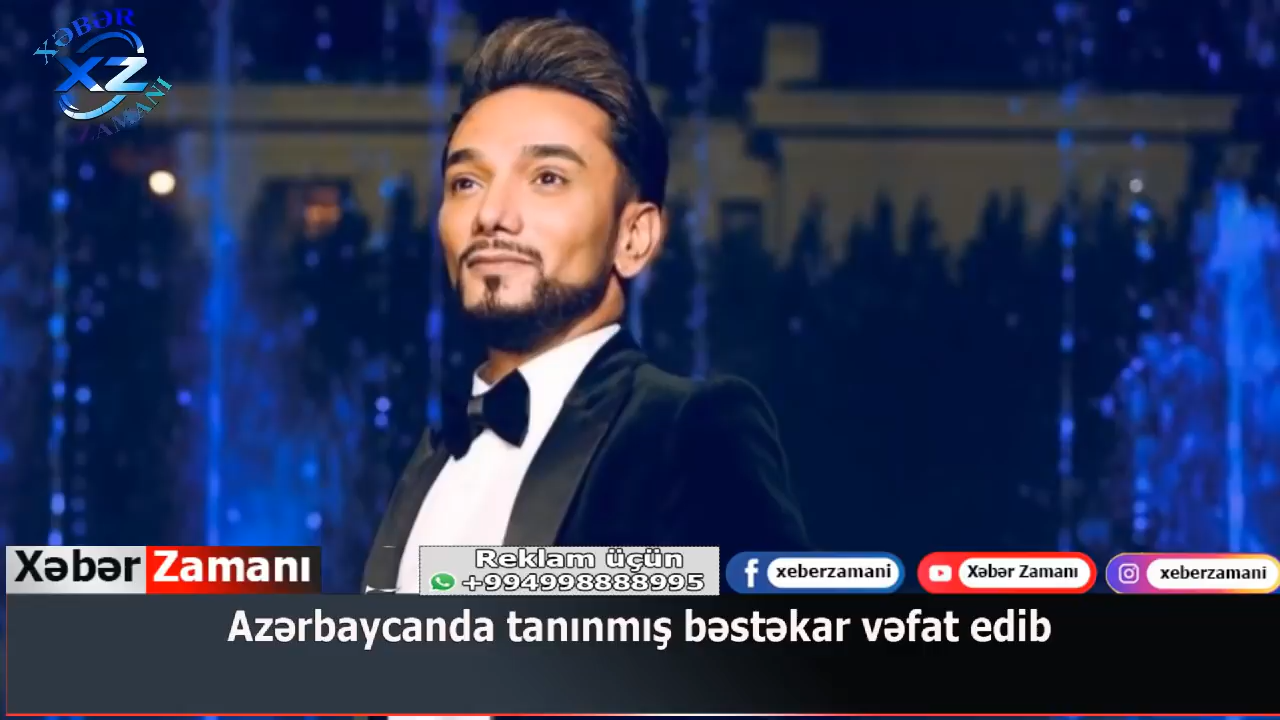 XƏBƏR
XZ
ZAMANI
Xəbər Zamanı
Reklam üçün
+994998888995
xeberzamani
Xəbər Zamanı
xeberzamani
Azərbaycanda tanınmış bəstəkar vəfat edib